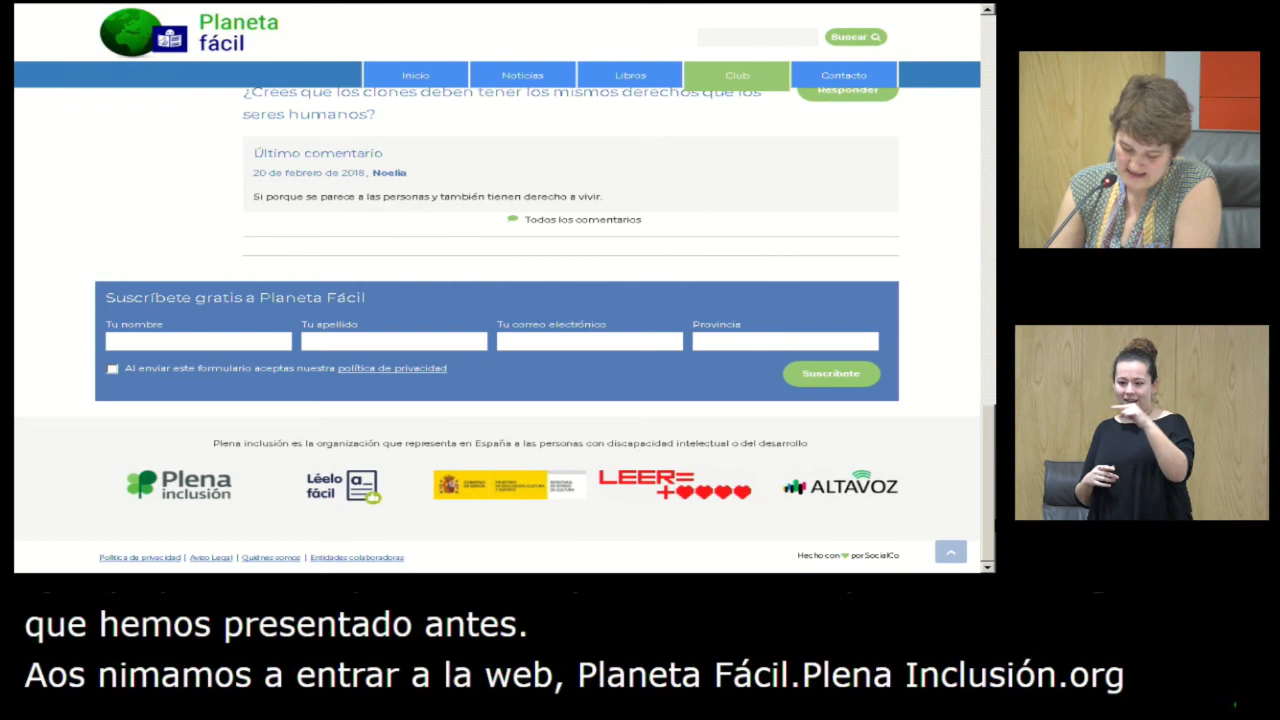 Planeta
fácil
Buscar
Inicio Noticias Libros Club Contacto
¿Crees que los clones deben tener los mismos derechos que los
seres humanos?
Responder
Último comentario
20 de febrero de 2018, Noelia
Si porque se parece a las personas y también tienen derecho a vivir.
Todos los comentarios
Suscríbete gratis a Planeta Fácil
Tu nombre Tu apellido Tu correo electrónico Provincia
Al enviar este formulario aceptas nuestra política de privacidad
Suscríbete
Plena inclusión es la organización que representa en España a las personas con discapacidad intelectual o del desarrollo
Plena
inclusión
Léelo
fácil
a_
LEER=
+
ALTAVOZ
Política de privacidad | Aviso Legal | Quiénes somos | Entidades colaboradoras
Hecho con por SocialCo
que hemos presentado antes.
Aos nimamos a entrar a la web, Planeta Fácil.Plena Inclusión.org